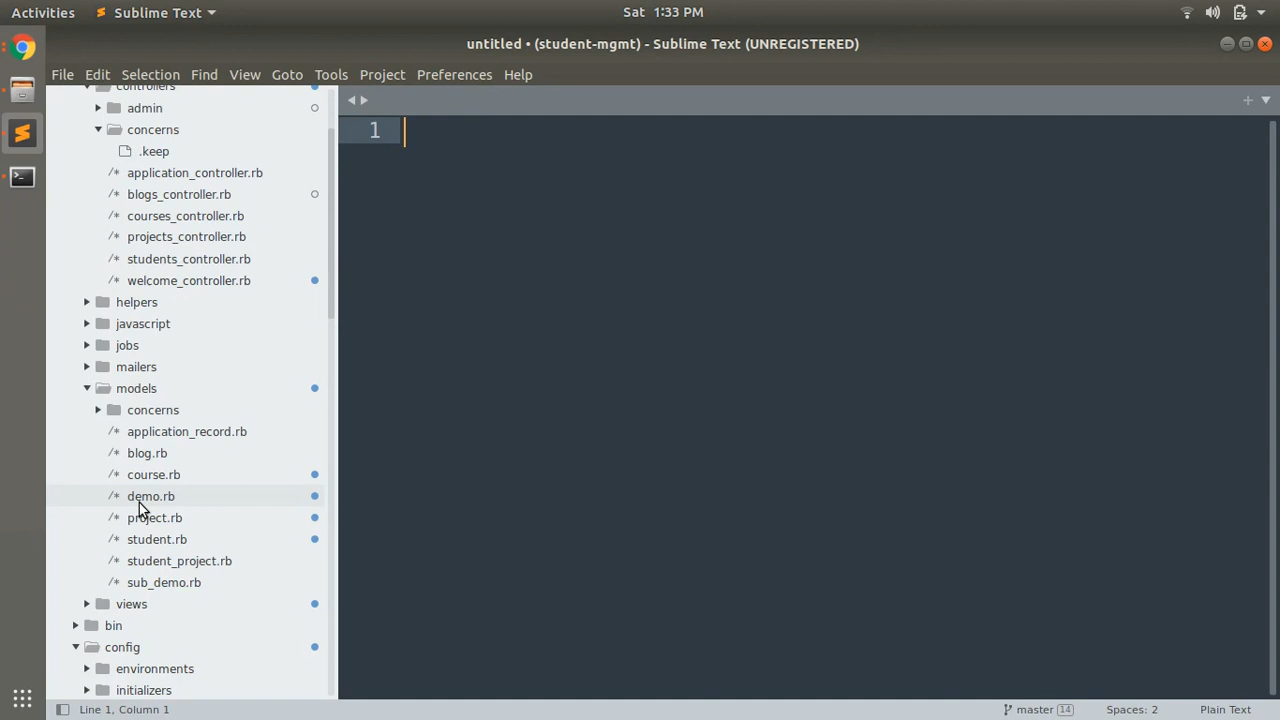 Activities
Sublime Text
Sat 1:33 PM
untitled • (student-mgmt) - Sublime Text (UNREGISTERED)
File Edit Selection Find View Goto Tools Project Preferences Help
controllers
admin
concerns
.keep
/* application_controller.rb
/* blogs_controller.rb
/* courses_controller.rb
/* projects_controller.rb
/* students_controller.rb
/* welcome_controller.rb
helpers
javascript
jobs
mailers
models
concerns
/* application_record.rb
/* blog.rb
/* course.rb
/* demo.rb
/* project.rb
/* student.rb
/* student_project.rb
/* sub_demo.rb
views
bin
config
environments
initializers
1
Line 1, Column 1
master 14
Spaces: 2
Plain Text